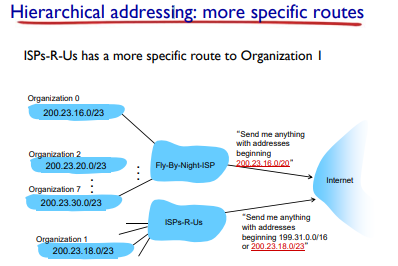 Hierarchical addressing: more specific routes
ISPs-R-Us has a more specific route to Organization 1
Organization 0
200.23.16.0/23
Organization 2
200.23.20.0/23
Organization 7
200.23.30.0/23
Organization 1
200.23.18.0/23
Fly-By-Night-ISP
ISPs-R-Us
“Send me anything
with addresses
beginning
200.23.16.0/20”
Internet
“Send me anything
with addresses
beginning 199.31.0.0/16
or 200.23.18.0/23”